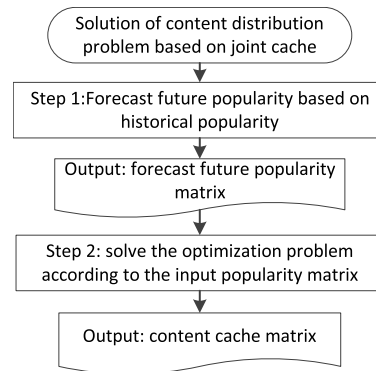 Solution of content distribution
problem based on joint cache
Step 1:Forecast future popularity based on
historical popularity
Output: forecast future popularity
matrix
Step 2: solve the optimization problem
according to the input popularity matrix
Output: content cache matrix